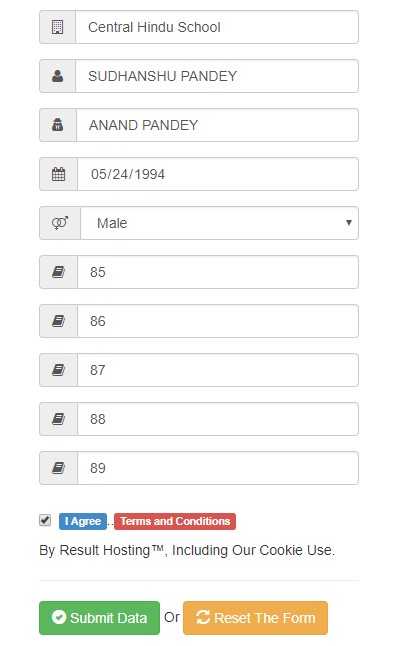 Central Hindu School
SUDHANSHU PANDEY
ANAND PANDEY
05/24/1994
Male
85
86
87
88
89
I Agree .. Terms and Conditions
By Result Hosting™, Including Our Cookie Use.
Submit Data Or Reset The Form